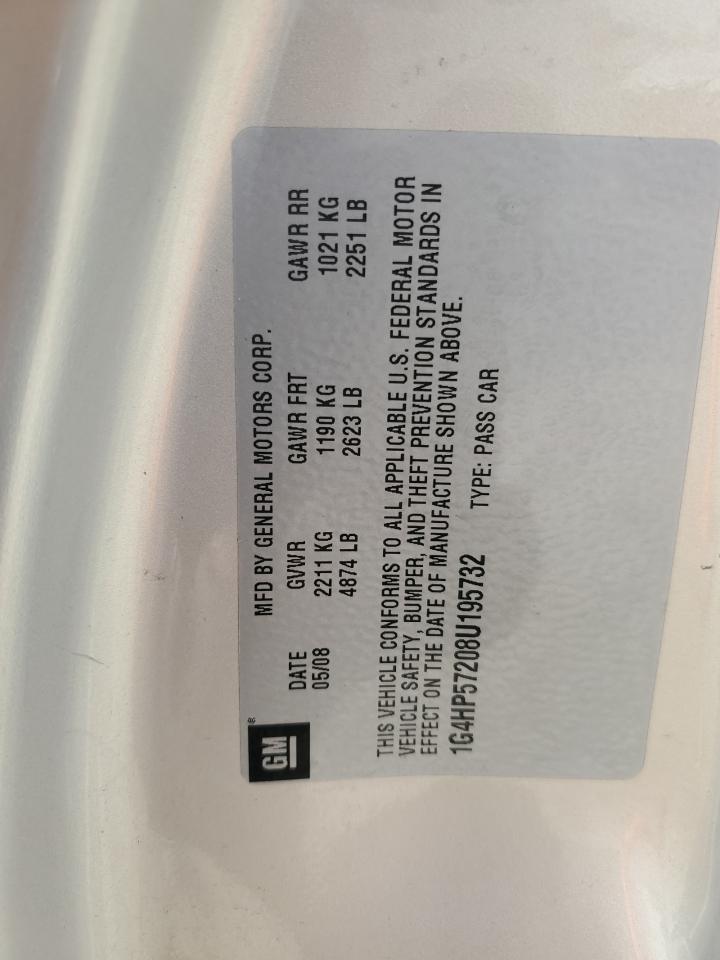 GM®
MFD BY GENERAL MOTORS CORP.
DATE GVWR GAWR FRT GAWR RR
05/08 2211 KG 1190 KG 1021 KG
4874 LB 2623 LB 2251 LB
THIS VEHICLE CONFORMS TO ALL APPLICABLE U.S. FEDERAL MOTOR
VEHICLE SAFETY, BUMPER, AND THEFT PREVENTION STANDARDS IN
EFFECT ON THE DATE OF MANUFACTURE SHOWN ABOVE.
1G4HP57208U195732 TYPE: PASS CAR